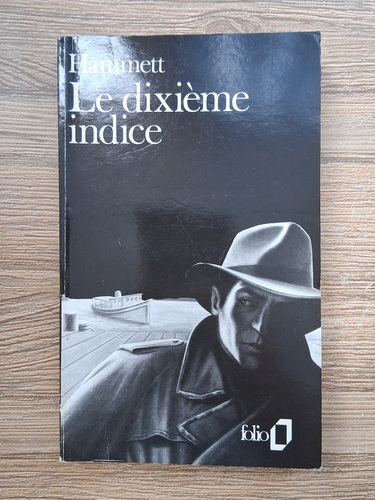 Hammett
Le dixième
indice
folio